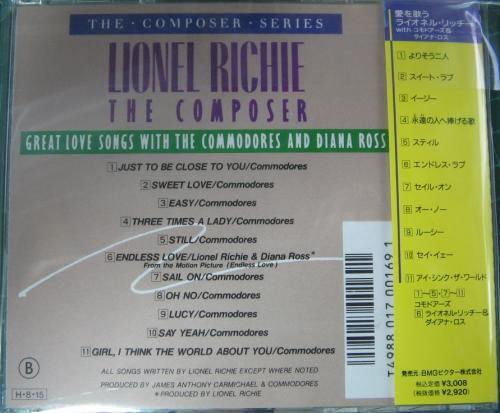 THE · COMPOSER · SERIES
LIONEL RICHIE
THE COMPOSER
GREAT LOVE SONGS WITH THE COMMODORES AND DIANA ROSS
1 JUST TO BE CLOSE TO YOU/Commodores
2 SWEET LOVE/Commodores
3 EASY/Commodores
4 THREE TIMES A LADY/Commodores
5 STILL/Commodores
6 ENDLESS LOVE/Lionel Richie & Diana Ross*
From the Motion Picture (Endless Love)
7 SAIL ON/Commodores
8 OH NO/Commodores
9 LUCY/Commodores
10 SAY YEAH/Commodores
11 GIRL, I THINK THE WORLD ABOUT YOU/Commodores
ALL SONGS WRITTEN BY LIONEL RICHIE EXCEPT WHERE NOTED
PRODUCED BY JAMES ANTHONY CARMICHAEL & COMMODORES
*PRODUCED BY LIONEL RICHIE
B
H·8·15
T4988 017 00169 1
愛を歌う
ライオネル・リッチー
with コモドアーズ&
ダイアナ・ロス
1 よりそう二人
2 スイート・ラブ
3 イージー
4 永遠の人へ捧げる歌
5 スティル
6 エンドレス・ラブ
7 セイル・オン
8 オー・ノー
9 ルーシー
10 セイ・イェー
11 アイ・シンク・ザ・ワールド
1~5・7~11
コモドアーズ
6 ライオネル・リッチー&
ダイアナ・ロス
発売元:BMGビクター株式会社
税込定価 ¥3,008
(税抜価格 ¥2,920)